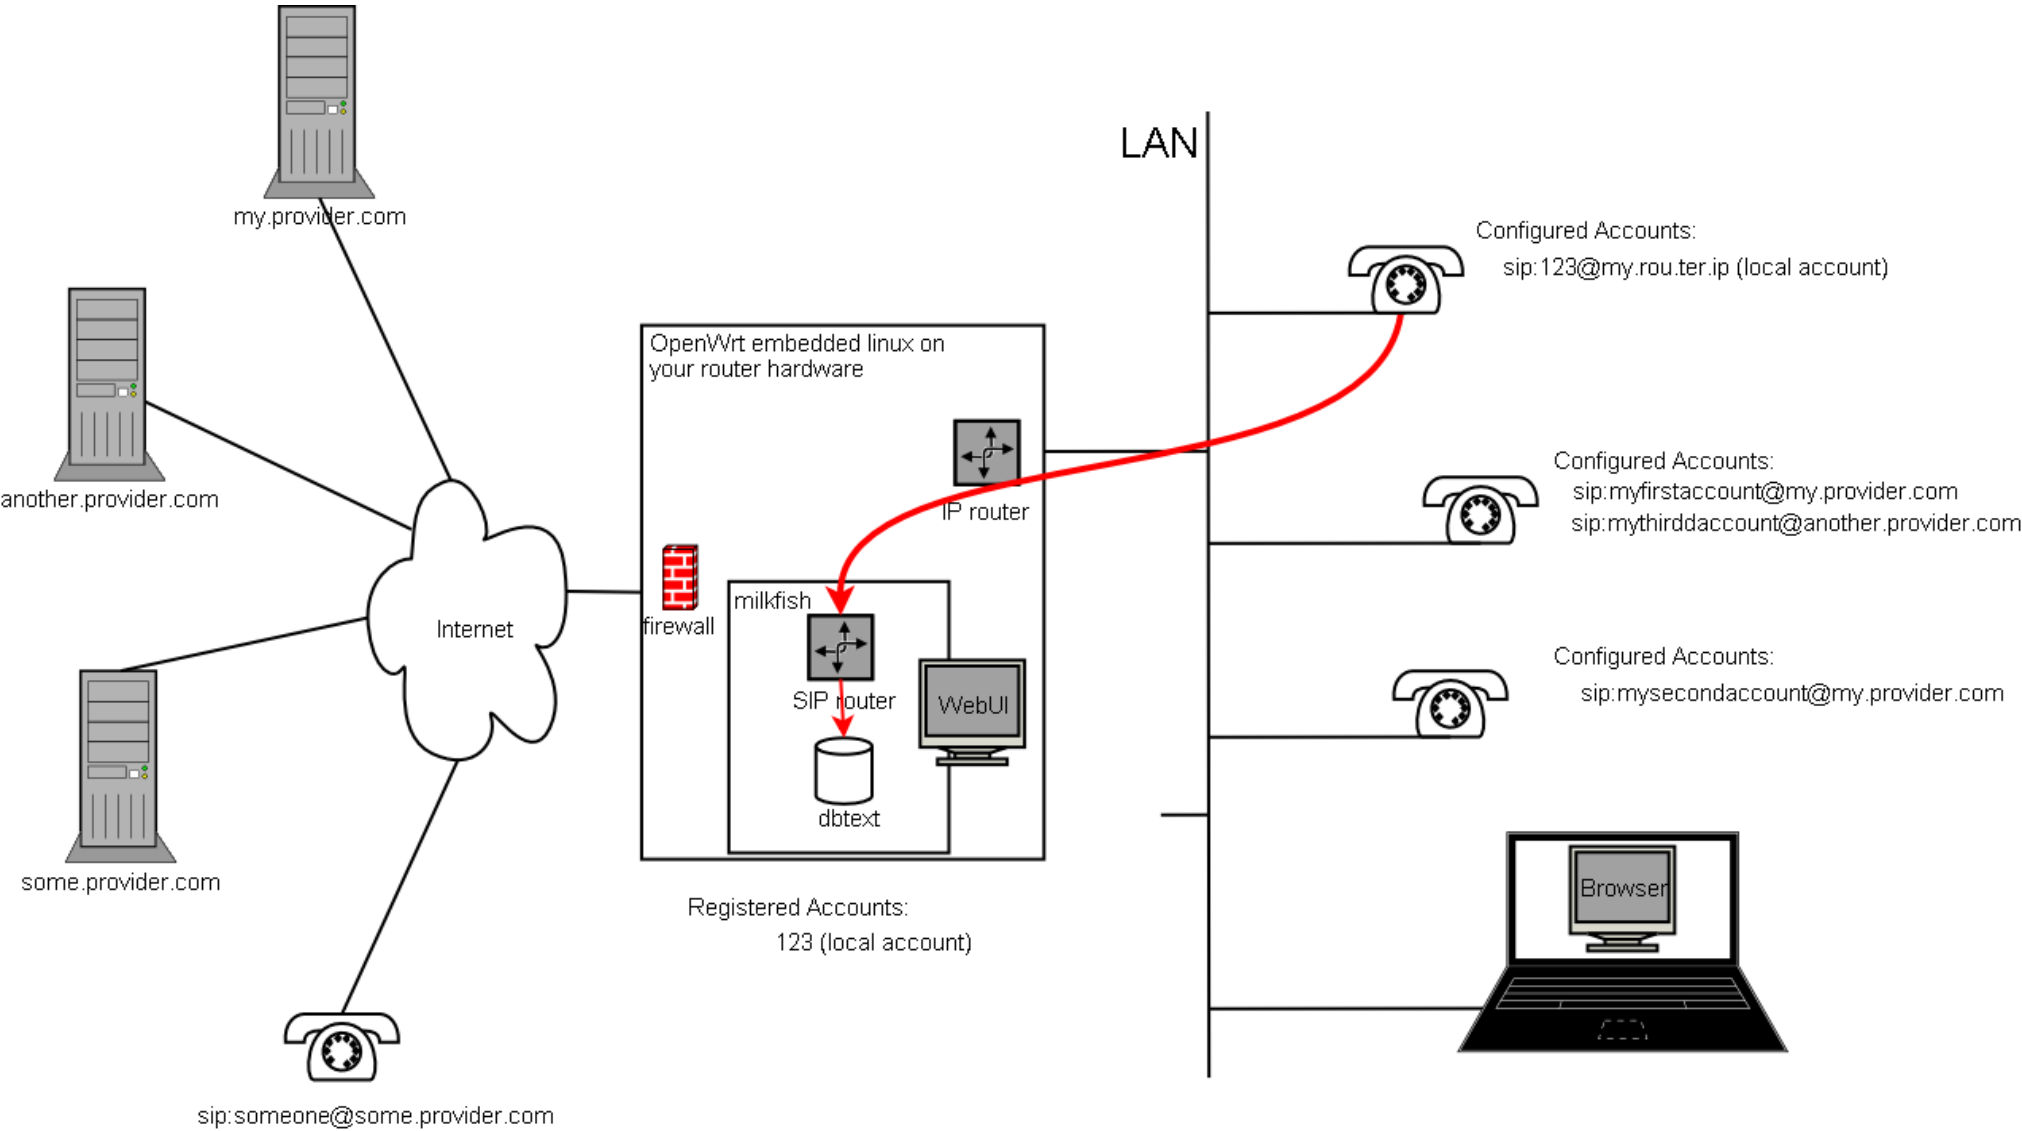 my.provider.com
another.provider.com
some.provider.com
sip:someone@some.provider.com
Internet
OpenWrt embedded linux on
your router hardware
IP router
firewall
milkfish
SIP router
WebUI
dbtext
Registered Accounts:
123 (local account)
LAN
Configured Accounts:
sip:123@my.rou.ter.ip (local account)
Configured Accounts:
sip:myfirstaccount@my.provider.com
sip:mythirddaccount@another.provider.com
Configured Accounts:
sip:mysecondaccount@my.provider.com
Browser